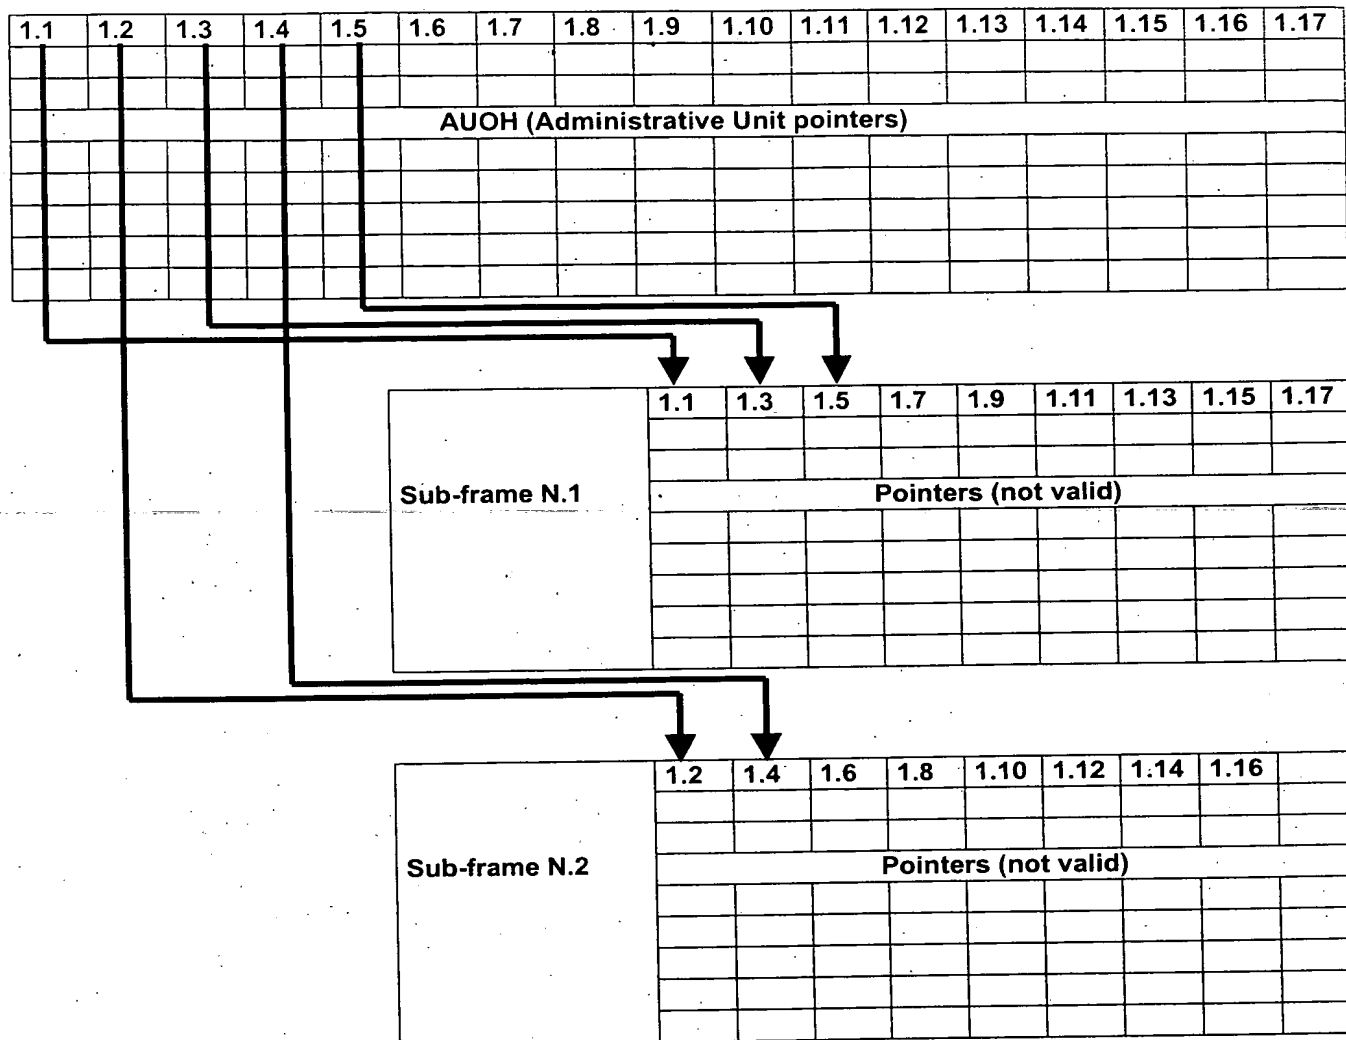 1.1 1.2 1.3 1.4 1.5 1.6 1.7 1.8 1.9 1.10 1.11 1.12 1.13 1.14 1.15 1.16 1.17
AUOH (Administrative Unit pointers)
1.1 1.3 1.5 1.7 1.9 1.11 1.13 1.15 1.17
Sub-frame N.1 Pointers (not valid)
1.2 1.4 1.6 1.8 1.10 1.12 1.14 1.16
Sub-frame N.2 Pointers (not valid)